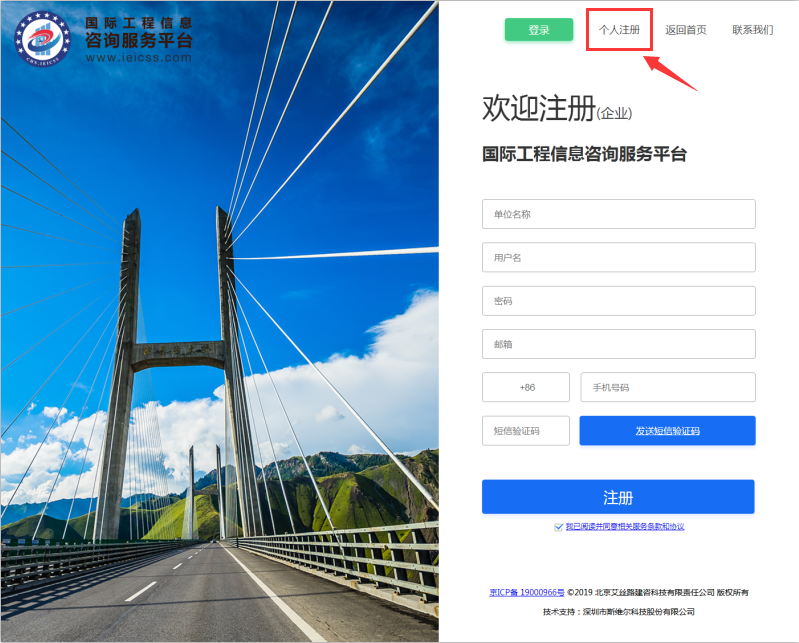 国际工程信息
咨询服务平台
www.ieicss.com
CHN.IEICSS
登录 个人注册 返回首页 联系我们
欢迎注册(企业)
国际工程信息咨询服务平台
单位名称
用户名
密码
邮箱
+86 手机号码
短信验证码 发送短信验证码
注册
我已阅读并同意相关服务条款和协议
京ICP备 19000966号 ©2019 北京艾丝路建咨科技有限责任公司 版权所有
技术支持：深圳市斯维尔科技股份有限公司